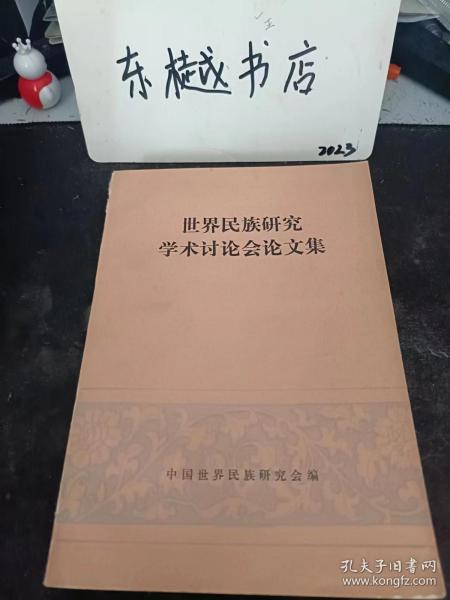 东樾书店
2023
世界民族研究
学术讨论会论文集
中国世界民族研究会编
孔夫子旧书网
www.kongfz.com